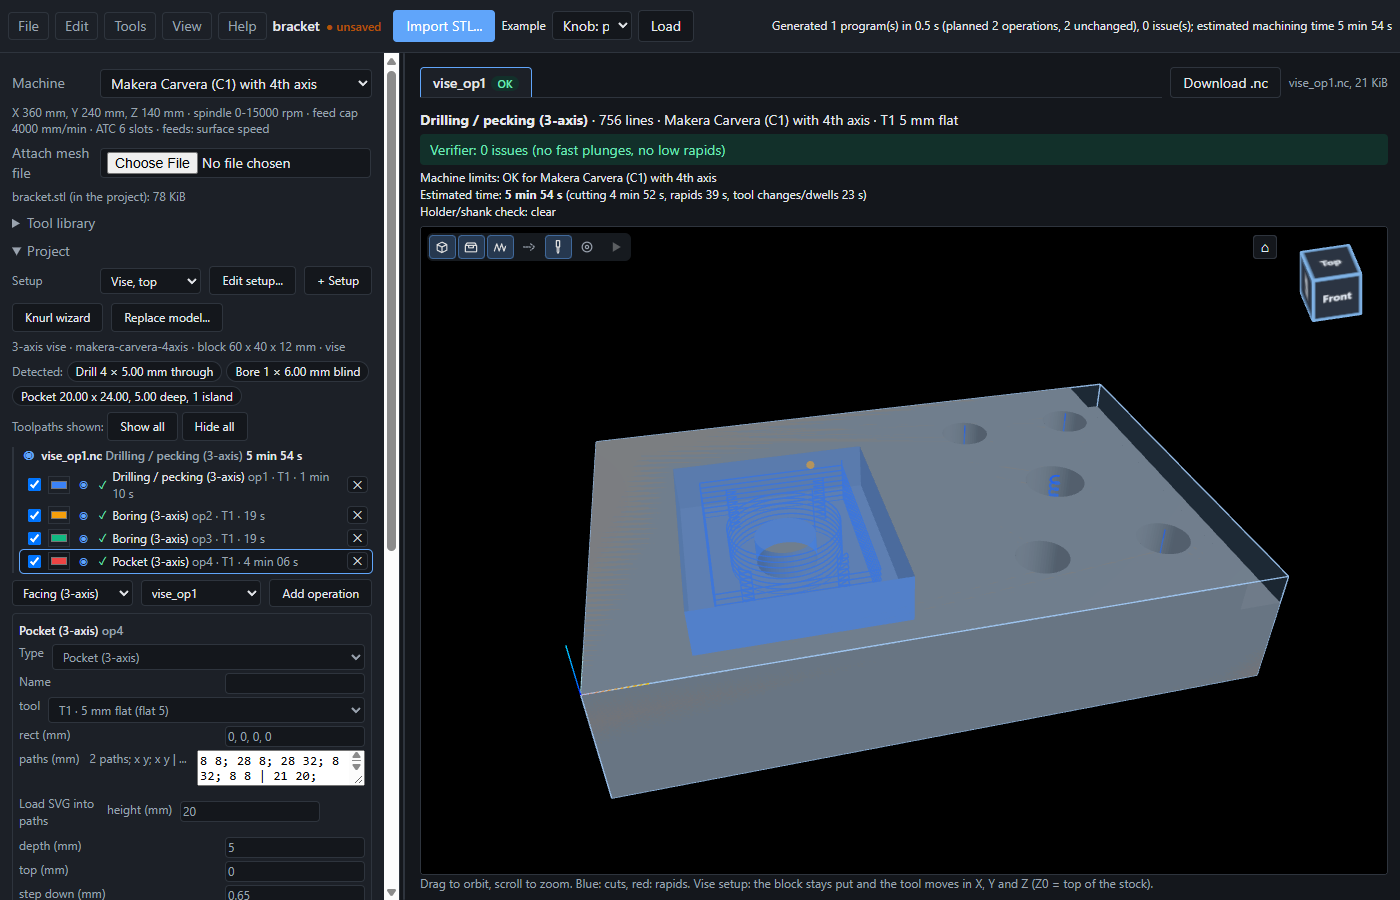 File Edit Tools View Help bracket ● unsaved Import STL... Example Knob: p Load Generated 1 program(s) in 0.5 s (planned 2 operations, 2 unchanged), 0 issue(s); estimated machining time 5 min 54 s
Machine Makera Carvera (C1) with 4th axis
X 360 mm, Y 240 mm, Z 140 mm · spindle 0-15000 rpm · feed cap
4000 mm/min · ATC 6 slots · feeds: surface speed
Attach mesh file Choose File No file chosen
bracket.stl (in the project): 78 KiB
Tool library
Project
Setup Vise, top Edit setup... + Setup
Knurl wizard Replace model...
3-axis vise · makera-carvera-4axis · block 60 x 40 x 12 mm · vise
Detected: Drill 4 × 5.00 mm through Bore 1 × 6.00 mm blind
Pocket 20.00 x 24.00, 5.00 deep, 1 island
Toolpaths shown: Show all Hide all
vise_op1.nc Drilling / pecking (3-axis) 5 min 54 s
Drilling / pecking (3-axis) op1 · T1 · 1 min
10 s
Boring (3-axis) op2 · T1 · 19 s
Boring (3-axis) op3 · T1 · 19 s
Pocket (3-axis) op4 · T1 · 4 min 06 s
Facing (3-axis) vise_op1 Add operation
Pocket (3-axis) op4
Type Pocket (3-axis)
Name
tool T1 · 5 mm flat (flat 5)
rect (mm) 0, 0, 0, 0
paths (mm) 2 paths; x y; x y | ... 8 8; 28 8; 28 32; 8
32; 8 8 | 21 20;
Load SVG into paths height (mm) 20
depth (mm) 5
top (mm) 0
step down (mm) 0.65
vise_op1 OK Download .nc vise_op1.nc, 21 KiB
Drilling / pecking (3-axis) · 756 lines · Makera Carvera (C1) with 4th axis · T1 5 mm flat
Verifier: 0 issues (no fast plunges, no low rapids)
Machine limits: OK for Makera Carvera (C1) with 4th axis
Estimated time: 5 min 54 s (cutting 4 min 52 s, rapids 39 s, tool changes/dwells 23 s)
Holder/shank check: clear
Top
Front
Drag to orbit, scroll to zoom. Blue: cuts, red: rapids. Vise setup: the block stays put and the tool moves in X, Y and Z (Z0 = top of the stock).